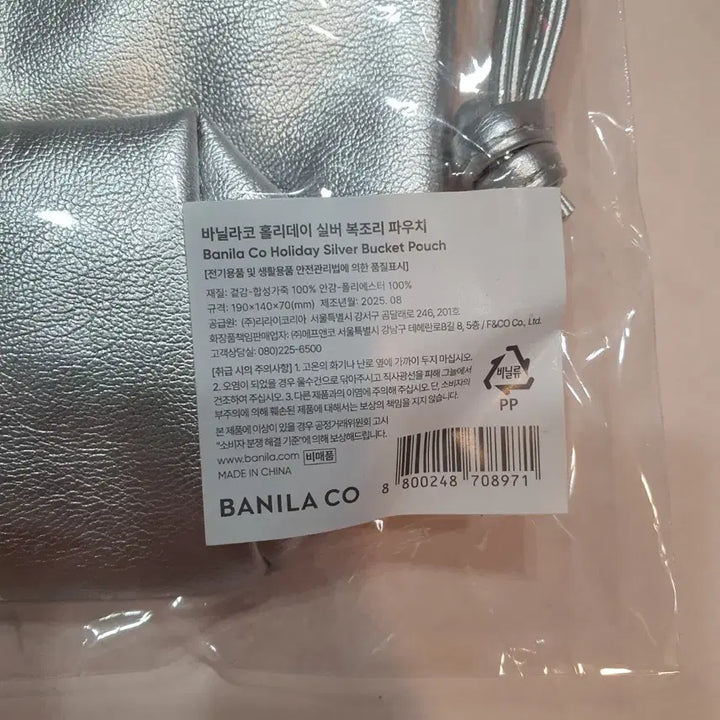 바닐라코 홀리데이 실버 복조리 파우치
Banila Co Holiday Silver Bucket Pouch
[전기용품 및 생활용품 안전관리법에 의한 품질표시]
재질: 겉감-합성가죽 100% 안감-폴리에스터 100%
규격: 190×140×70(mm) 제조년월: 2025. 08
공급원: (주)리라이코리아 서울특별시 강서구 곰달래로 246, 201호
화장품책임판매업자: (주)에프앤코 서울특별시 강남구 테헤란로8길 8, 5층 / F&CO Co., Ltd.
고객상담실: 080)225-6500
[취급 시의 주의사항] 1. 고온의 화기나 난로 옆에 가까이 두지 마십시오.
2. 오염이 되었을 경우 울수건으로 닦아주시고 직사광선을 피해 그늘에서
건조하여 주십시오. 3. 다른 제품과의 이염에 주의해 주십시오. 단, 소비자의
부주의에 의해 훼손된 제품에 대해서는 보상의 책임을 지지 않습니다.
본 제품에 이상이 있을 경우 공정거래위원회 고시
"소비자 분쟁 해결 기준"에 의해 보상해드립니다.
www.banila.com 비매품
MADE IN CHINA
BANILA CO
비닐류
PP
8 800248 708971